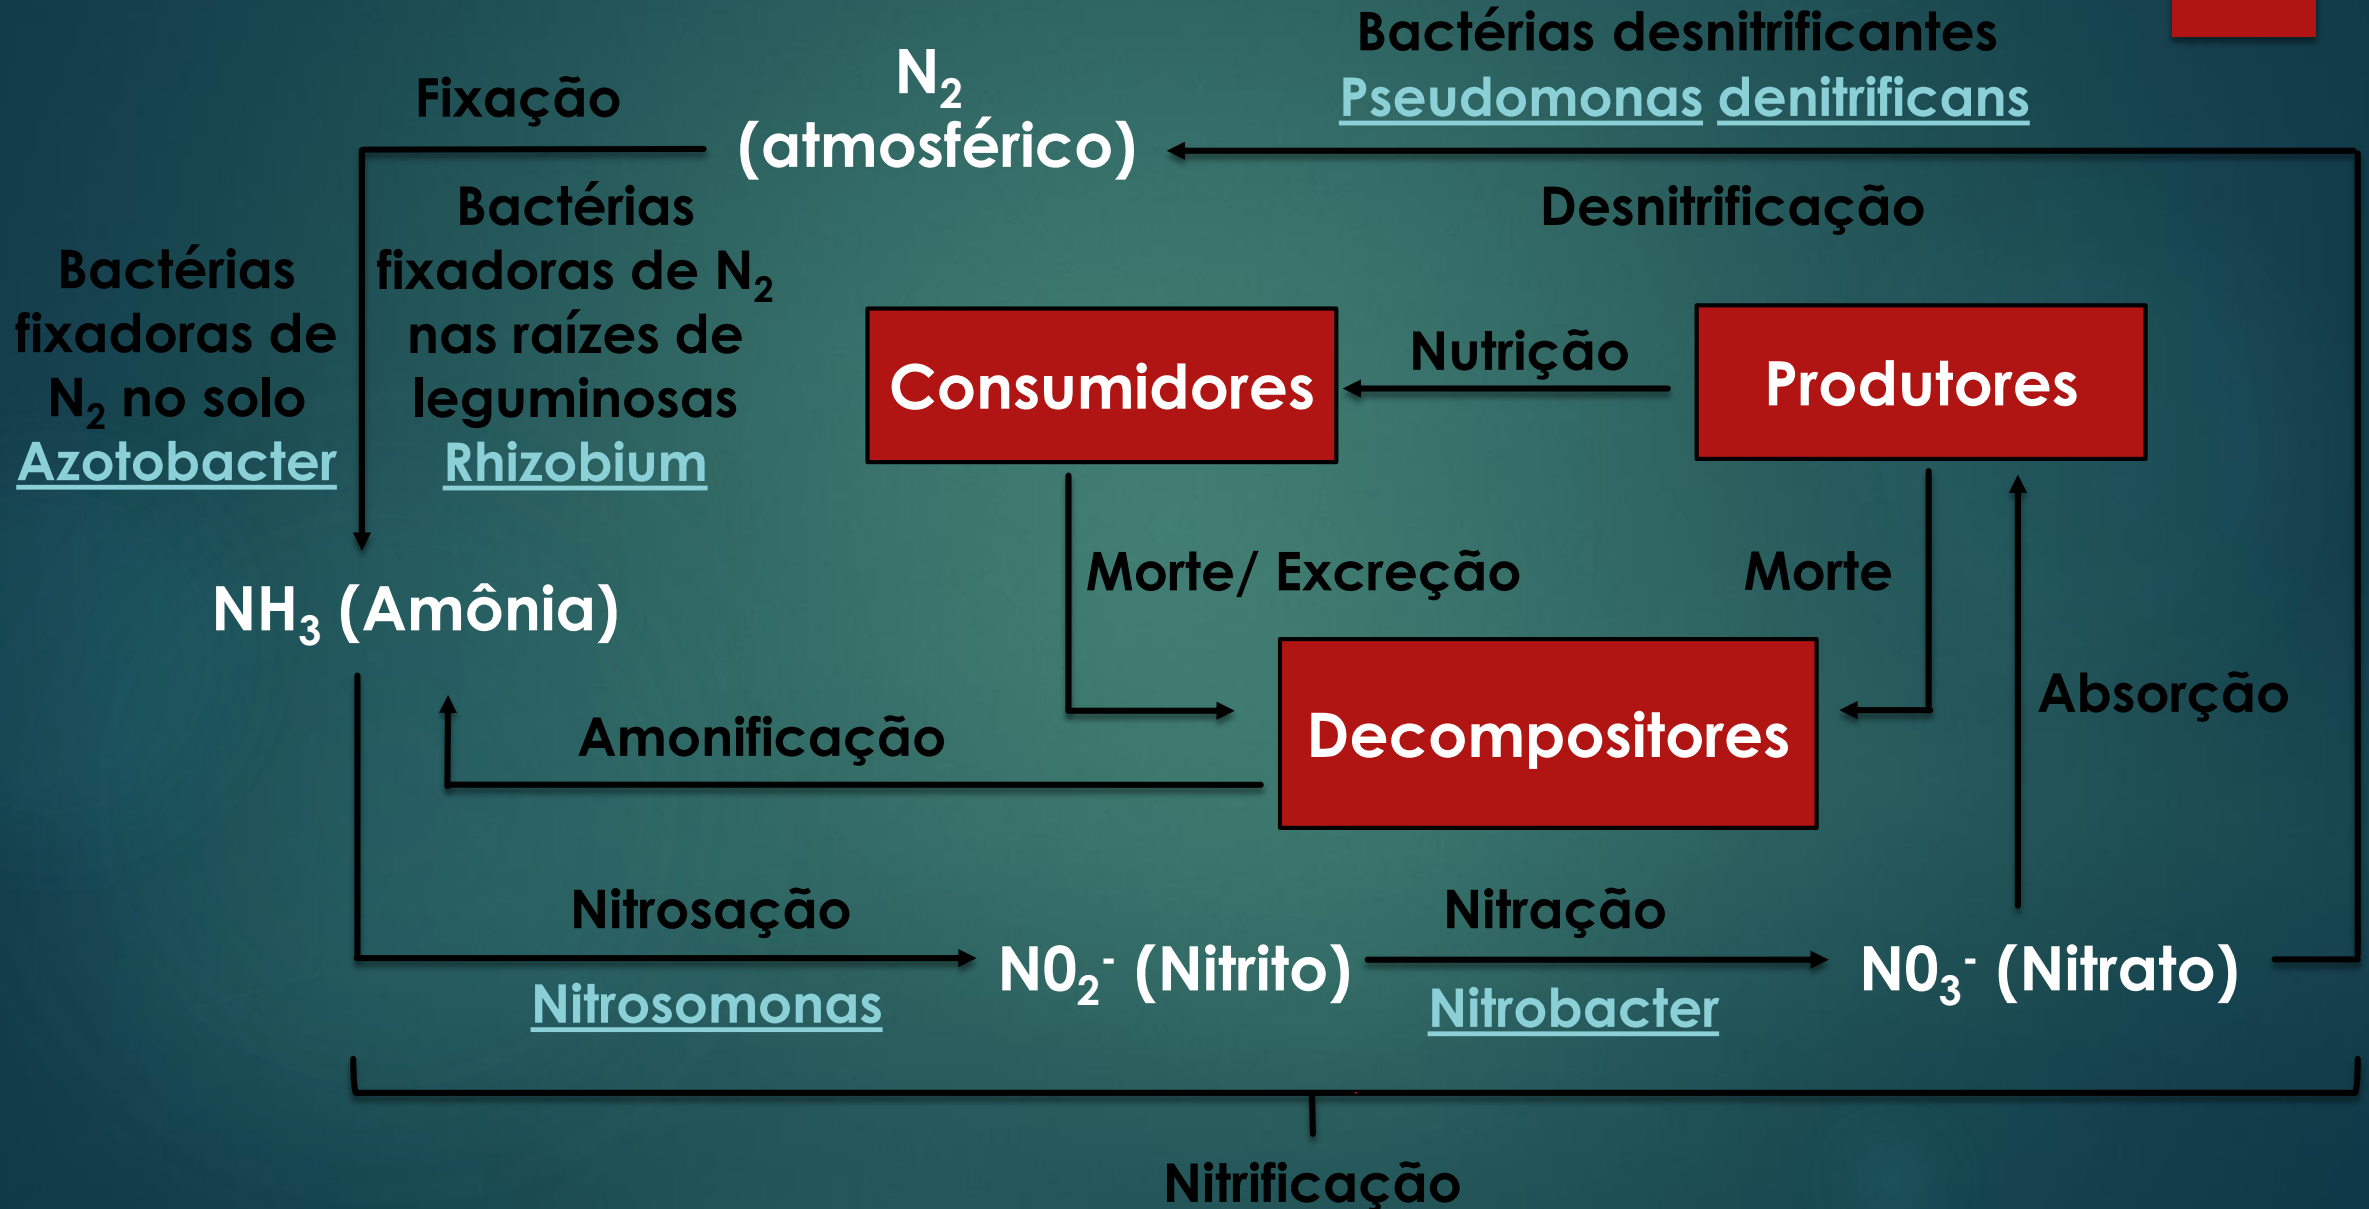 Bactérias desnitrificantes
Pseudomonas denitrificans
N₂
(atmosférico)
Fixação
Desnitrificação
Bactérias
fixadoras de
N₂ no solo
Azotobacter
Bactérias
fixadoras de N₂
nas raízes de
leguminosas
Rhizobium
Consumidores
Nutrição
Produtores
NH₃ (Amônia)
Morte/ Excreção
Morte
Absorção
Amonificação
Decompositores
Nitrosação
Nitrosomonas
N0₂⁻ (Nitrito)
Nitração
Nitrobacter
N0₃⁻ (Nitrato)
Nitrificação